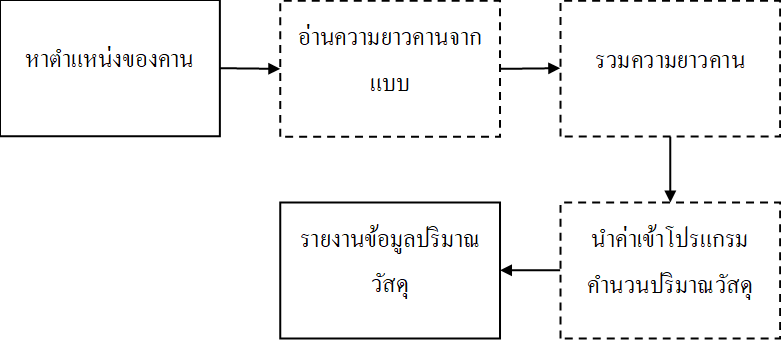 หาตำแหน่งของคาน
อ่านความยาวคานจาก
แบบ
รวมความยาวคาน
นำค่าเข้าโปรแกรม
คำนวนปริมาณวัสดุ
รายงานข้อมูลปริมาณ
วัสดุ